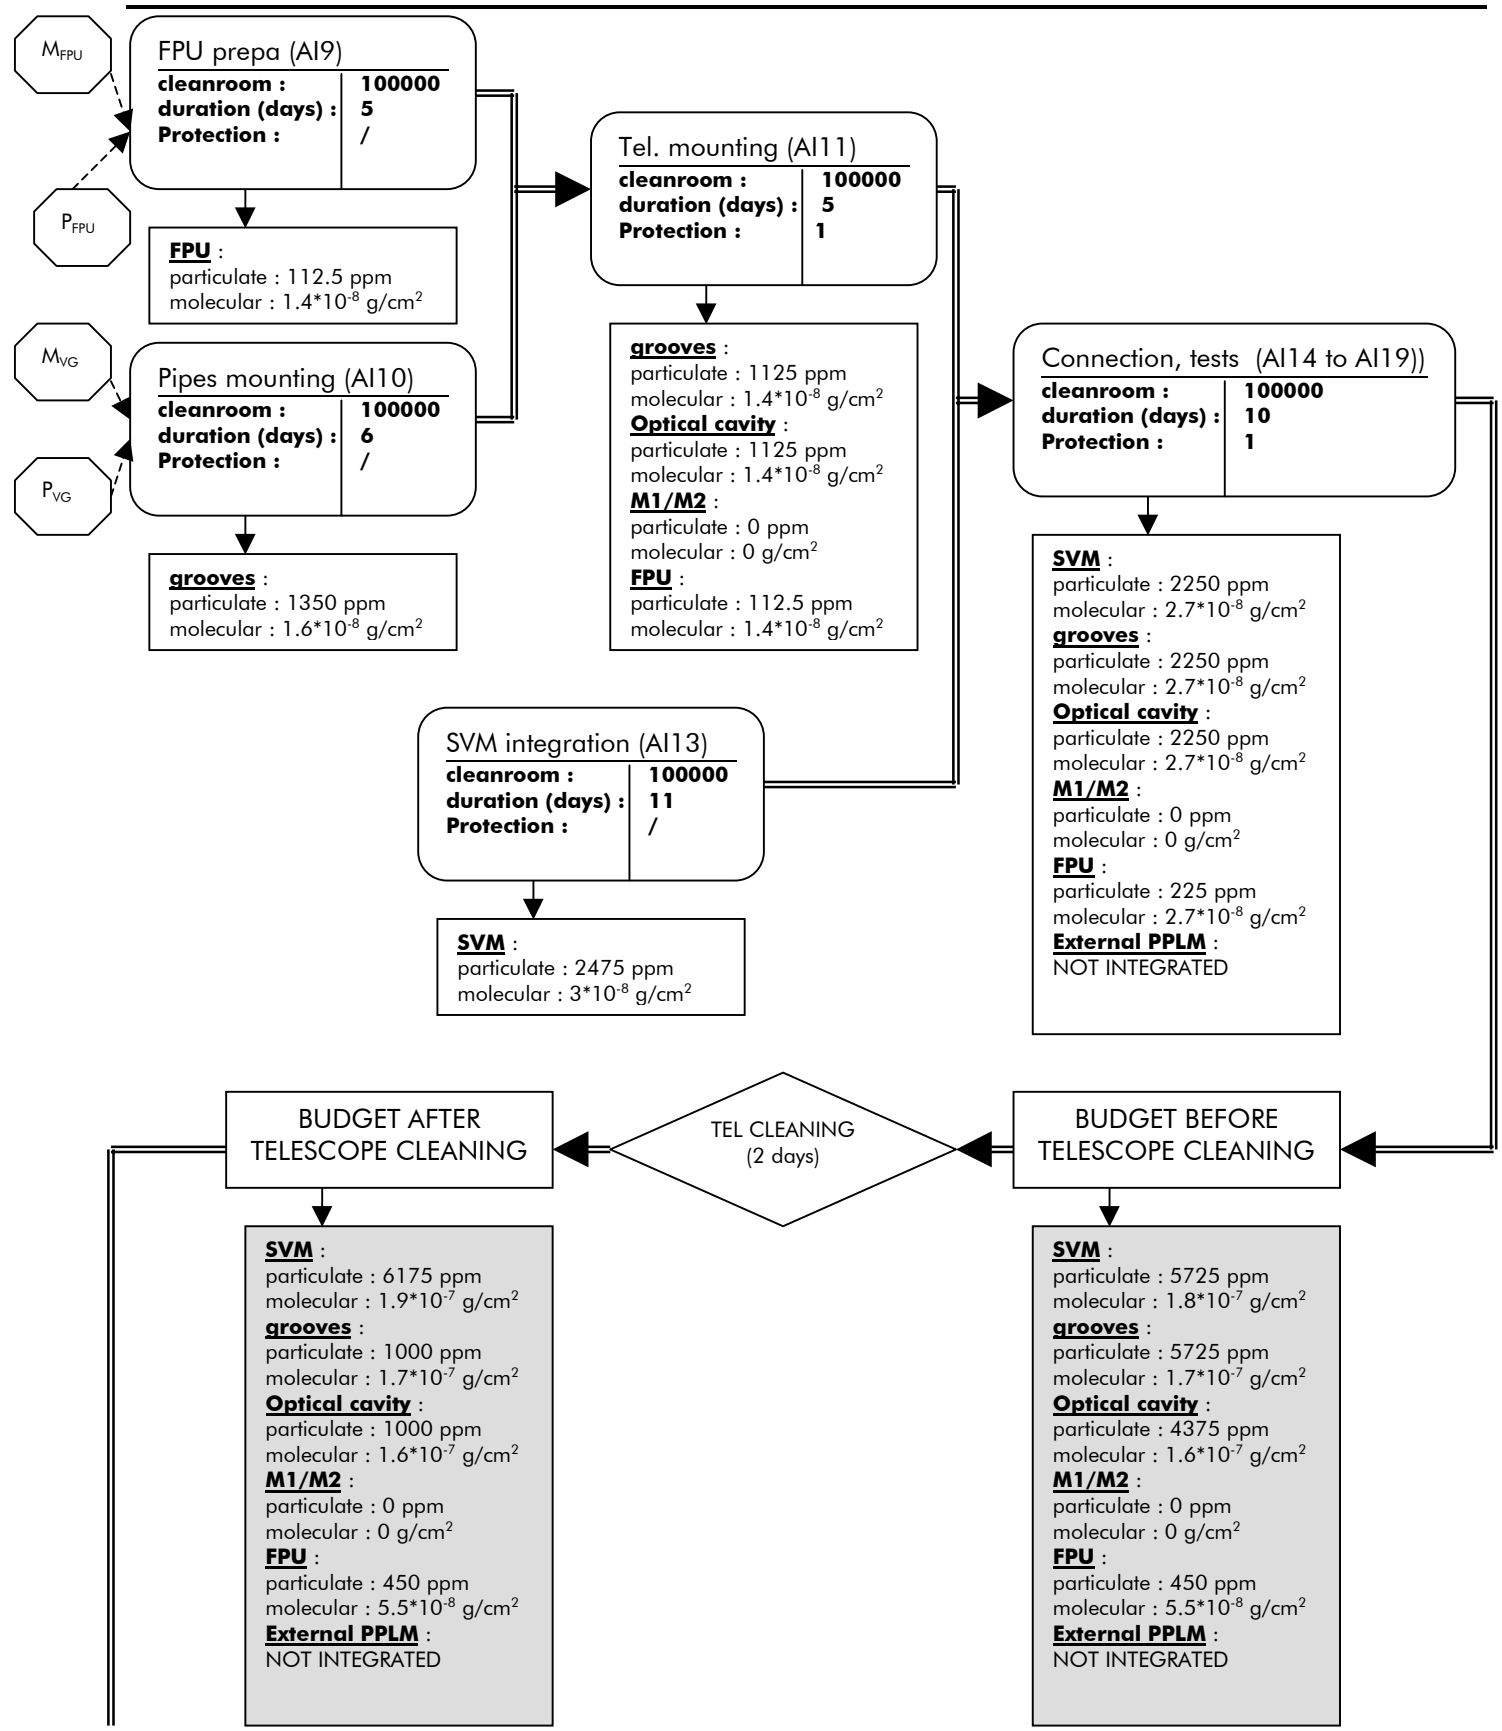 M_FPU
FPU prepa (AI9)
cleanroom : 100000
duration (days) : 5
Protection : /
P_FPU
FPU :
particulate : 112.5 ppm
molecular : 1.4*10⁻⁸ g/cm²
M_VG
Pipes mounting (AI10)
cleanroom : 100000
duration (days) : 6
Protection : /
P_VG
grooves :
particulate : 1350 ppm
molecular : 1.6*10⁻⁸ g/cm²
Tel. mounting (AI11)
cleanroom : 100000
duration (days) : 5
Protection : 1
grooves :
particulate : 1125 ppm
molecular : 1.4*10⁻⁸ g/cm²
Optical cavity :
particulate : 1125 ppm
molecular : 1.4*10⁻⁸ g/cm²
M1/M2 :
particulate : 0 ppm
molecular : 0 g/cm²
FPU :
particulate : 112.5 ppm
molecular : 1.4*10⁻⁸ g/cm²
SVM integration (AI13)
cleanroom : 100000
duration (days) : 11
Protection : /
SVM :
particulate : 2475 ppm
molecular : 3*10⁻⁸ g/cm²
Connection, tests (AI14 to AI19))
cleanroom : 100000
duration (days) : 10
Protection : 1
SVM :
particulate : 2250 ppm
molecular : 2.7*10⁻⁸ g/cm²
grooves :
particulate : 2250 ppm
molecular : 2.7*10⁻⁸ g/cm²
Optical cavity :
particulate : 2250 ppm
molecular : 2.7*10⁻⁸ g/cm²
M1/M2 :
particulate : 0 ppm
molecular : 0 g/cm²
FPU :
particulate : 225 ppm
molecular : 2.7*10⁻⁸ g/cm²
External PPLM :
NOT INTEGRATED
BUDGET BEFORE
TELESCOPE CLEANING
SVM :
particulate : 5725 ppm
molecular : 1.8*10⁻⁷ g/cm²
grooves :
particulate : 5725 ppm
molecular : 1.7*10⁻⁷ g/cm²
Optical cavity :
particulate : 4375 ppm
molecular : 1.6*10⁻⁷ g/cm²
M1/M2 :
particulate : 0 ppm
molecular : 0 g/cm²
FPU :
particulate : 450 ppm
molecular : 5.5*10⁻⁸ g/cm²
External PPLM :
NOT INTEGRATED
TEL CLEANING
(2 days)
BUDGET AFTER
TELESCOPE CLEANING
SVM :
particulate : 6175 ppm
molecular : 1.9*10⁻⁷ g/cm²
grooves :
particulate : 1000 ppm
molecular : 1.7*10⁻⁷ g/cm²
Optical cavity :
particulate : 1000 ppm
molecular : 1.6*10⁻⁷ g/cm²
M1/M2 :
particulate : 0 ppm
molecular : 0 g/cm²
FPU :
particulate : 450 ppm
molecular : 5.5*10⁻⁸ g/cm²
External PPLM :
NOT INTEGRATED